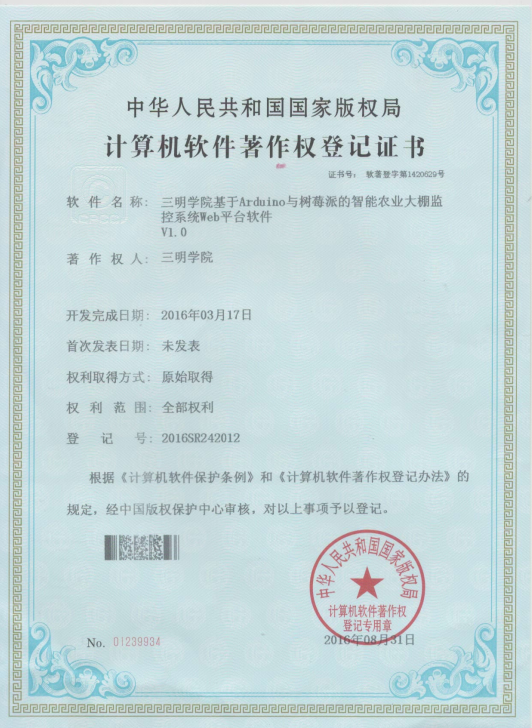 中华人民共和国国家版权局
计算机软件著作权登记证书
证书号： 软著登字第1420629号
软件名称： 三明学院基于Arduino与树莓派的智能农业大棚监
控系统Web平台软件
V1.0
著作权人： 三明学院
开发完成日期： 2016年03月17日
首次发表日期： 未发表
权利取得方式： 原始取得
权利范围： 全部权利
登记号： 2016SR242012
根据《计算机软件保护条例》和《计算机软件著作权登记办法》的
规定，经中国版权保护中心审核，对以上事项予以登记。
中华人民共和国国家版权局
计算机软件著作权
登记专用章
2016年08月31日
No. 01239934